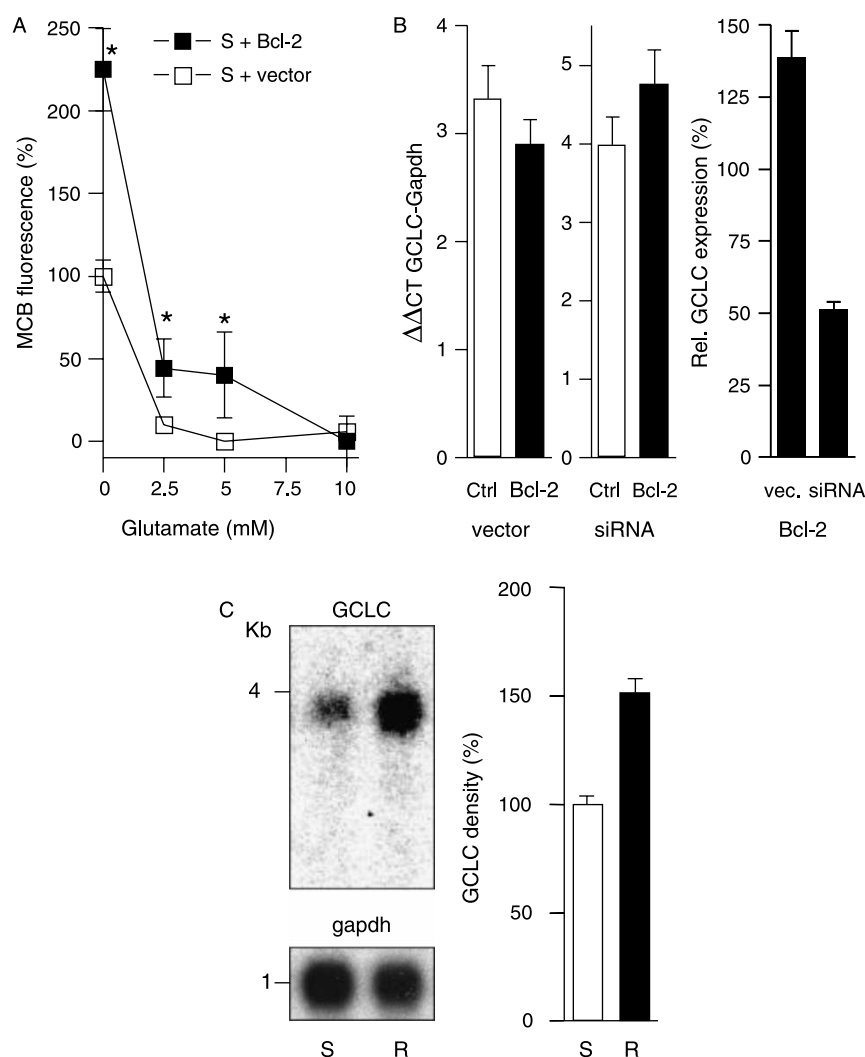 A
250
200
150
100
50
0
MCB fluorescence (%)
* S + Bcl-2
S + vector
* *
0 2.5 5 7.5 10
Glutamate (mM)
B
4
3
2
1
0
ΔΔCT GCLC-Gapdh
Ctrl Bcl-2
vector
5
4
3
2
1
0
Ctrl Bcl-2
siRNA
150
125
100
75
50
25
0
Rel. GCLC expression (%)
vec. siRNA
Bcl-2
C
GCLC
Kb
4
gapdh
1
S R
200
150
100
50
0
GCLC density (%)
S R